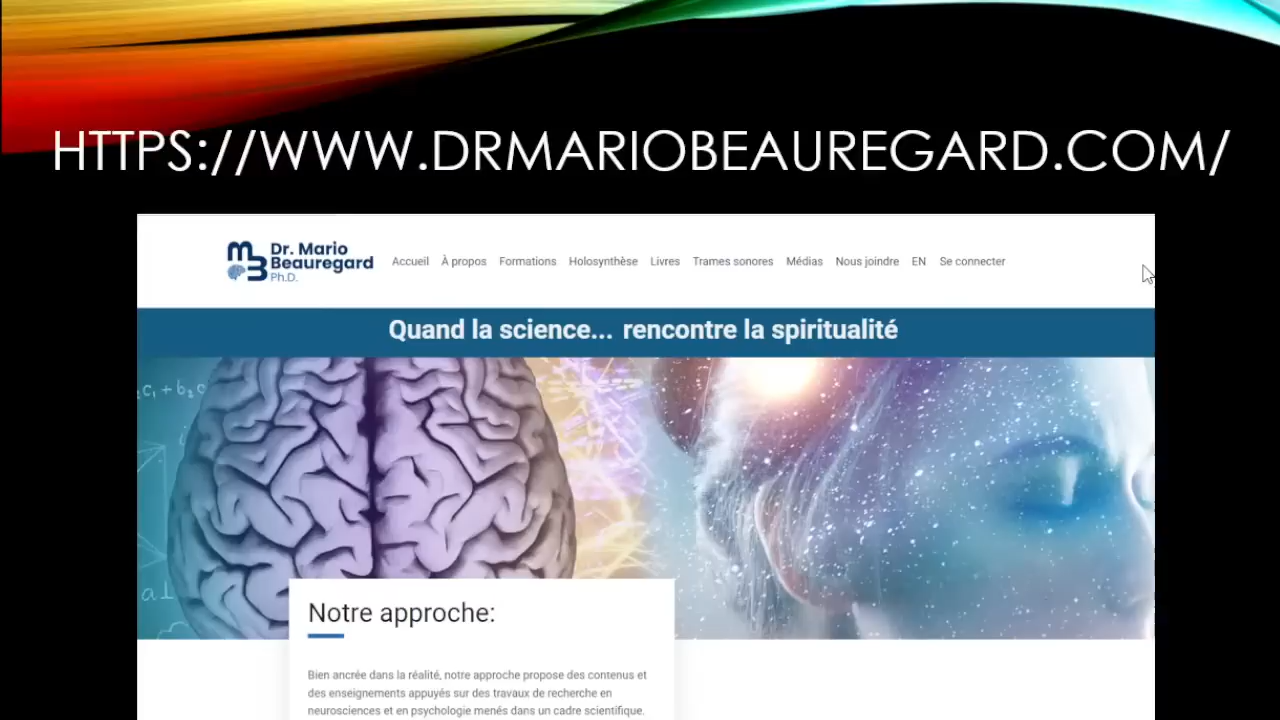 HTTPS://WWW.DRMARIOBEAUREGARD.COM/
Dr. Mario
Beauregard
Ph.D.
Accueil À propos Formations Holosynthèse Livres Trames sonores Médias Nous joindre EN Se connecter
Quand la science... rencontre la spiritualité
Notre approche:
Bien ancrée dans la réalité, notre approche propose des contenus et
des enseignements appuyés sur des travaux de recherche en
neurosciences et en psychologie menés dans un cadre scientifique.